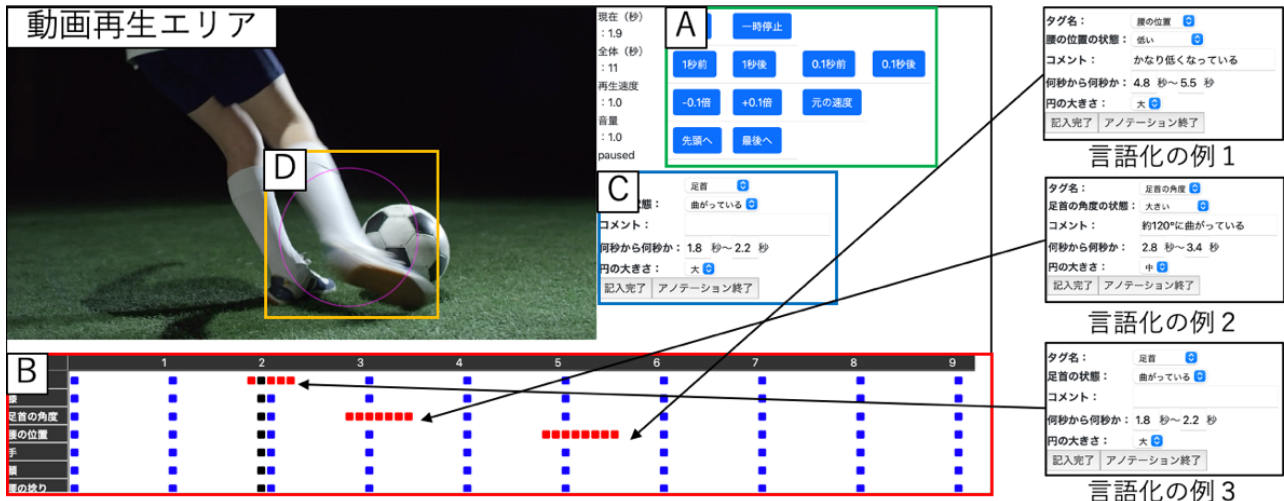 動画再生エリア
現在（秒）
: 1.9
全体（秒）
: 11
再生速度
: 1.0
音量
: 1.0
paused
A
一時停止
1秒前 1秒後 0.1秒前 0.1秒後
-0.1倍 +0.1倍 元の速度
先頭へ 最後へ
D
C
足首
状態： 曲がっている
コメント：
何秒から何秒か： 1.8 秒〜 2.2 秒
円の大きさ： 大
記入完了 アノテーション終了
B
1 2 3 4 5 6 7 8 9
膝
足首の角度
腰の位置
手
頭
腰の捻り
タグ名： 腰の位置
腰の位置の状態： 低い
コメント： かなり低くなっている
何秒から何秒か： 4.8 秒〜 5.5 秒
円の大きさ： 大
記入完了 アノテーション終了
言語化の例１
タグ名： 足首の角度
足首の角度の状態： 大きい
コメント： 約120°に曲がっている
何秒から何秒か： 2.8 秒〜 3.4 秒
円の大きさ： 中
記入完了 アノテーション終了
言語化の例２
タグ名： 足首
足首の状態： 曲がっている
コメント：
何秒から何秒か： 1.8 秒〜 2.2 秒
円の大きさ： 大
記入完了 アノテーション終了
言語化の例３